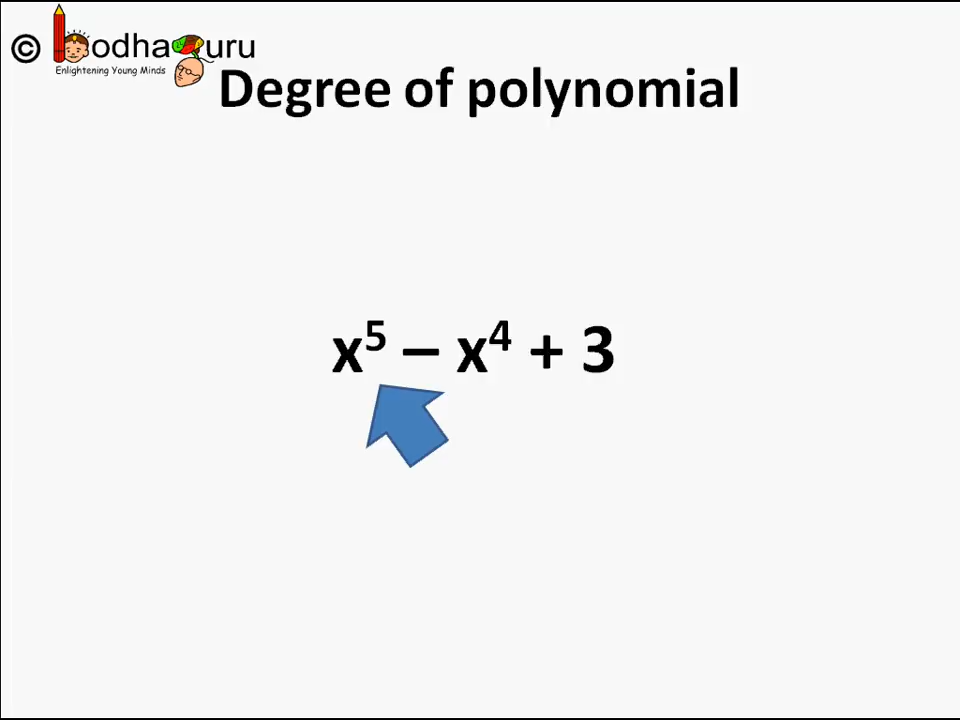 © BodhaGuru
Enlightening Young Minds
Degree of polynomial
x⁵ – x⁴ + 3